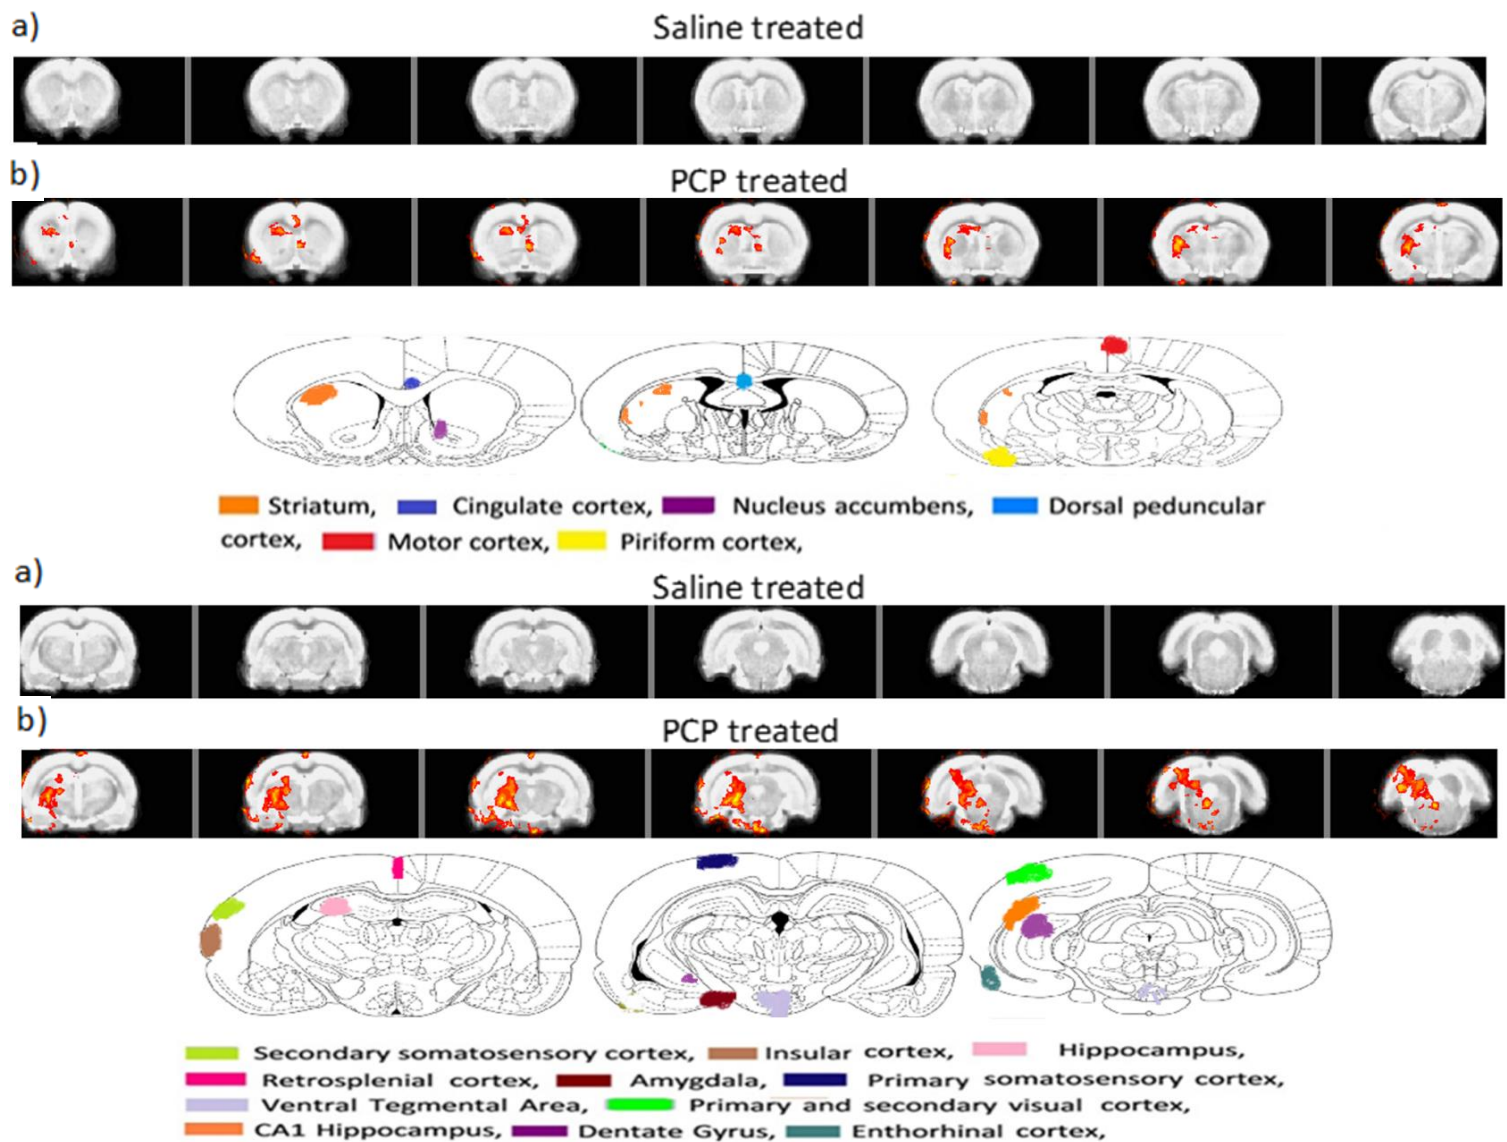 a)
Saline treated
b)
PCP treated
Striatum, Cingulate cortex, Nucleus accumbens, Dorsal peduncular
cortex, Motor cortex, Piriform cortex,
a)
Saline treated
b)
PCP treated
Secondary somatosensory cortex, Insular cortex, Hippocampus,
Retrosplenial cortex, Amygdala, Primary somatosensory cortex,
Ventral Tegmental Area, Primary and secondary visual cortex,
CA1 Hippocampus, Dentate Gyrus, Enthorhinal cortex,